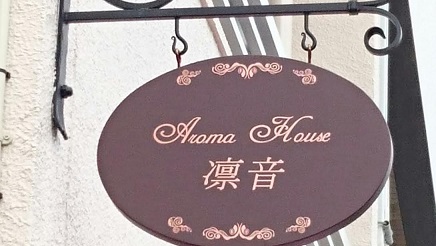 Aroma House
凛音